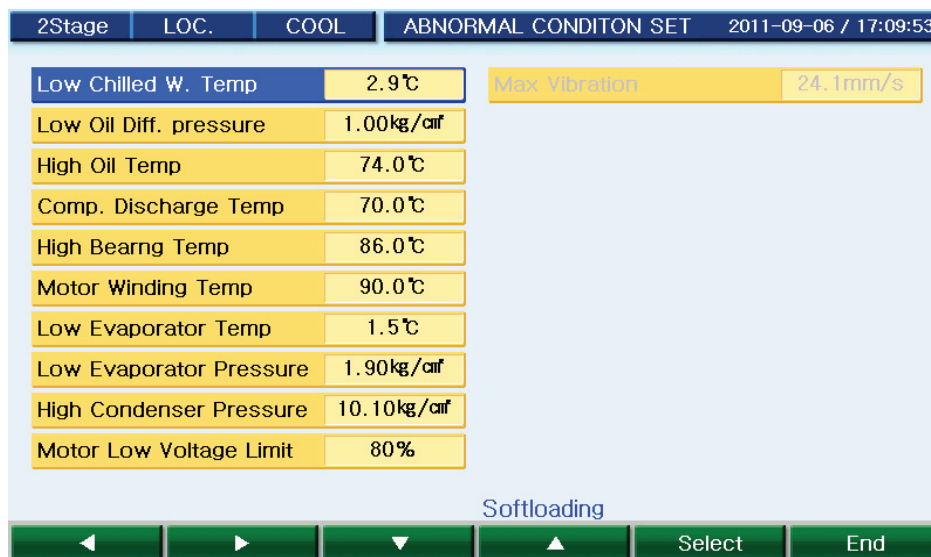 2Stage LOC. COOL ABNORMAL CONDITON SET 2011-09-06 / 17:09:53
Low Chilled W. Temp 2.9℃ Max Vibration 24.1mm/s
Low Oil Diff. pressure 1.00㎏/㎠
High Oil Temp 74.0℃
Comp. Discharge Temp 70.0℃
High Bearng Temp 86.0℃
Motor Winding Temp 90.0℃
Low Evaporator Temp 1.5℃
Low Evaporator Pressure 1.90㎏/㎠
High Condenser Pressure 10.10㎏/㎠
Motor Low Voltage Limit 80%
Softloading
◀ ▶ ▼ ▲ Select End